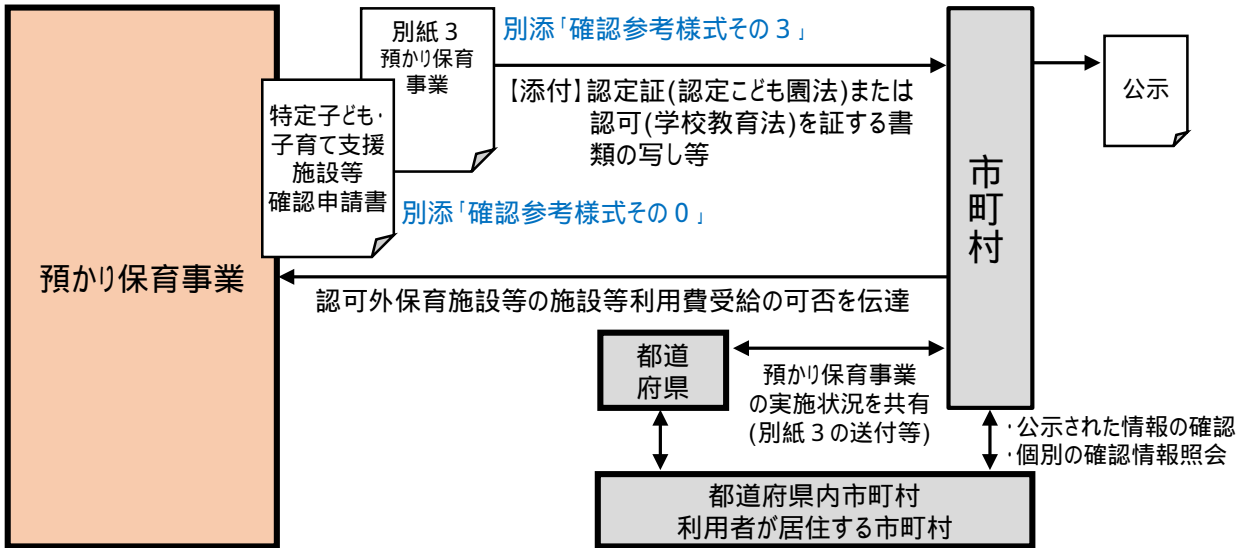 預かり保育事業
別紙３
預かり保育
事業
特定子ども・
子育て支援
施設等
確認申請書
別添「確認参考様式その３」
【添付】認定証(認定こども園法)または
認可(学校教育法)を証する書
類の写し等
別添「確認参考様式その０」
市町村
公示
認可外保育施設等の施設等利用費受給の可否を伝達
都道
府県
預かり保育事業
の実施状況を共有
(別紙３の送付等)
・公示された情報の確認
・個別の確認情報照会
都道府県内市町村
利用者が居住する市町村